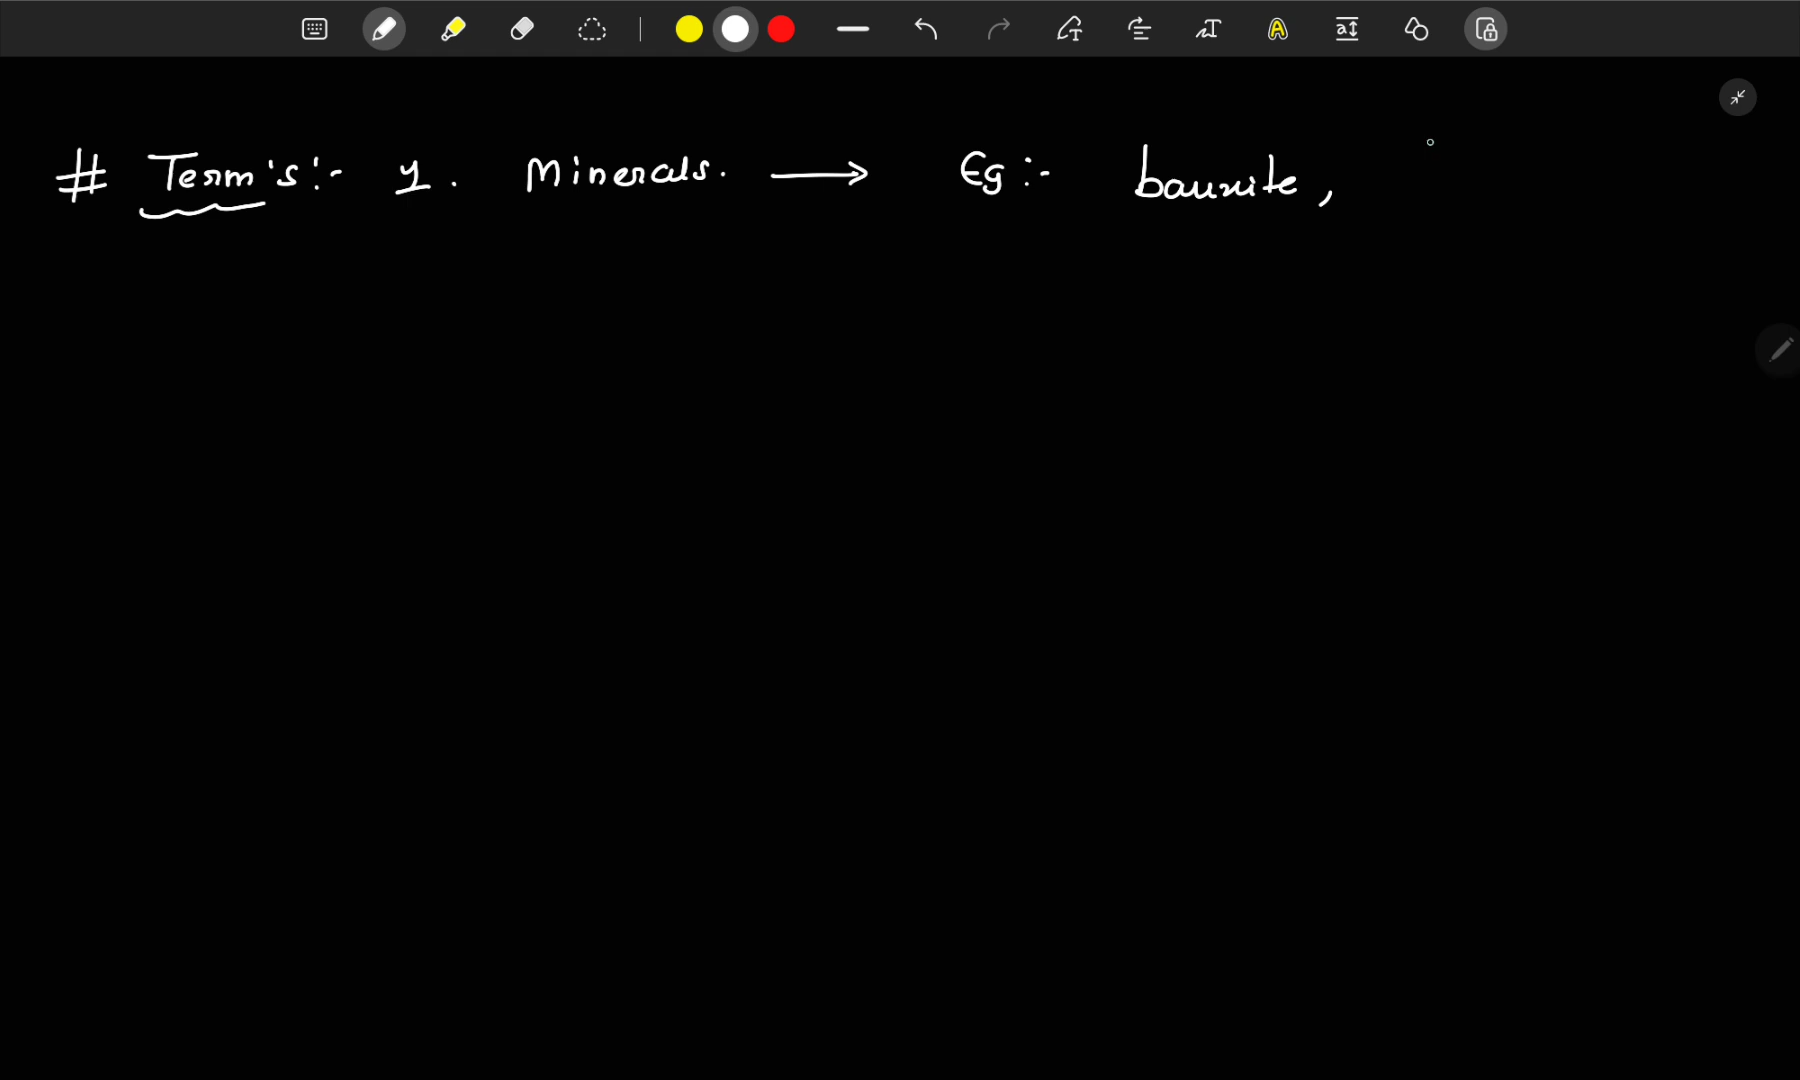 # Term's:- 1. Minerals. → Eg:- bauxite,